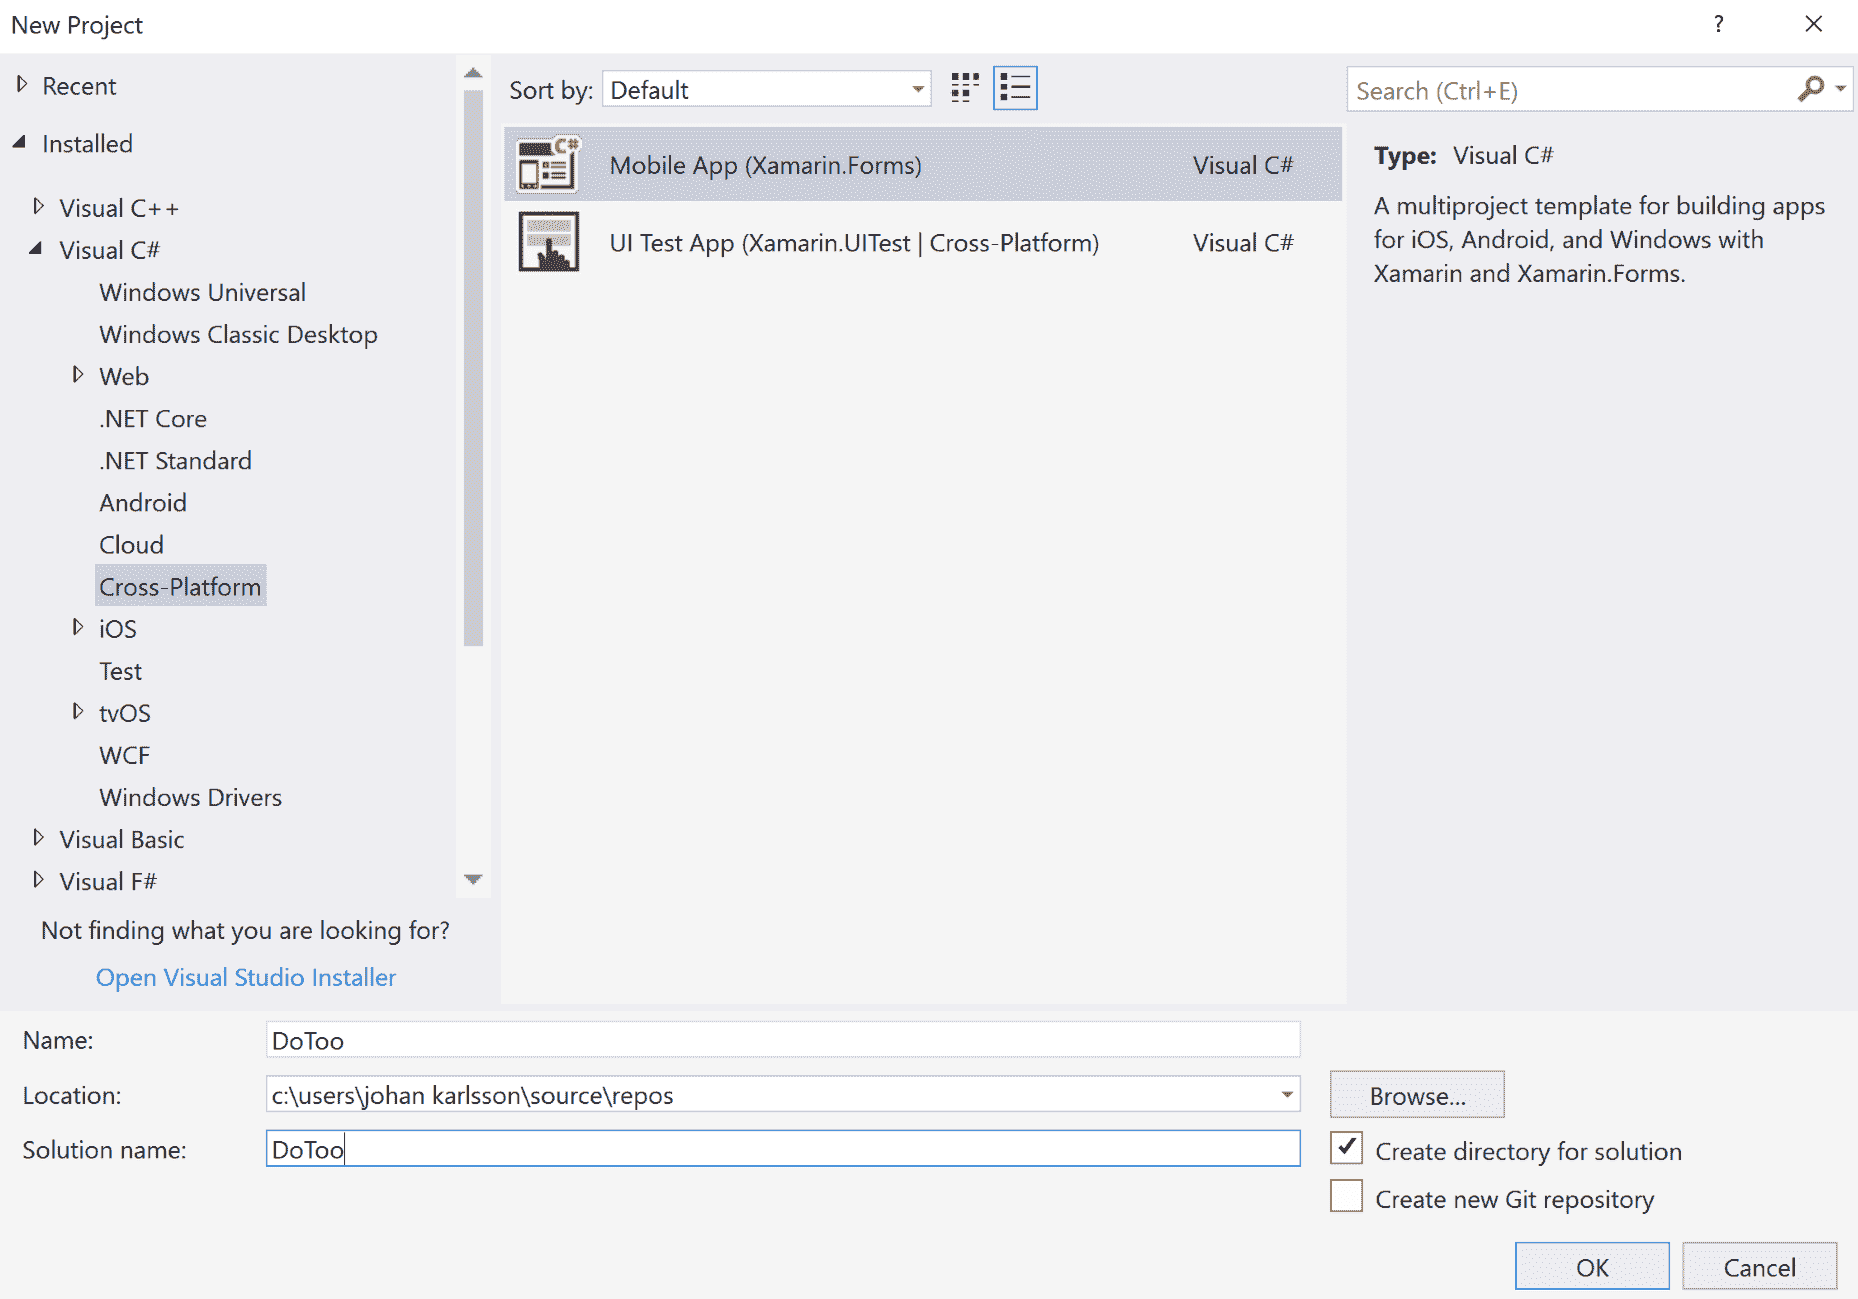 New Project
?
Recent
Installed
Visual C++
Visual C#
Windows Universal
Windows Classic Desktop
Web
.NET Core
.NET Standard
Android
Cloud
Cross-Platform
iOS
Test
tvOS
WCF
Windows Drivers
Visual Basic
Visual F#
Not finding what you are looking for?
Open Visual Studio Installer
Sort by: Default
C#
Mobile App (Xamarin.Forms) Visual C#
UI Test App (Xamarin.UITest | Cross-Platform) Visual C#
Search (Ctrl+E)
Type: Visual C#
A multiproject template for building apps
for iOS, Android, and Windows with
Xamarin and Xamarin.Forms.
Name: DoToo
Location: c:\users\johan karlsson\source\repos
Browse...
Solution name: DoToo
Create directory for solution
Create new Git repository
OK
Cancel